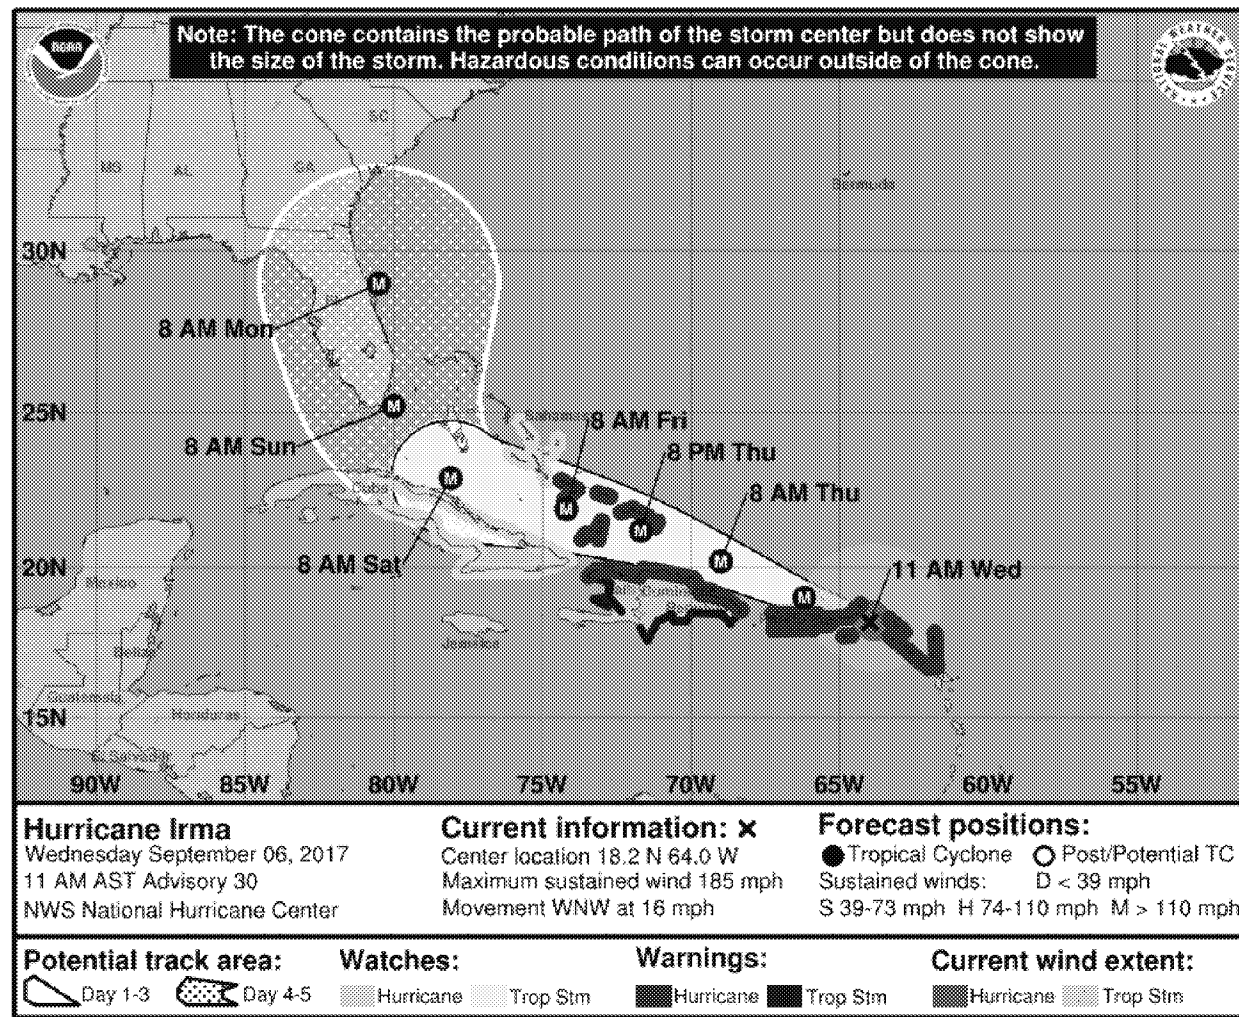 Note: The cone contains the probable path of the storm center but does not show
the size of the storm. Hazardous conditions can occur outside of the cone.
NOAA
SC
MS
AL
GA
Bermuda
30N
FL
8 AM Mon
25N
Bahamas
8 AM Fri
8 AM Sun
8 PM Thu
Cuba
8 AM Thu
8 AM Sat
20N
11 AM Wed
Mexico
Jamaica
Belize
Guatemala
15N
Honduras
El Salvador
90W 85W 80W 75W 70W 65W 60W 55W
M
M
M
M
M
M
M
Hurricane Irma
Wednesday September 06, 2017
11 AM AST Advisory 30
NWS National Hurricane Center
Current information: ×
Center location 18.2 N 64.0 W
Maximum sustained wind 185 mph
Movement WNW at 16 mph
Forecast positions:
Tropical Cyclone Post/Potential TC
Sustained winds: D < 39 mph
S 39-73 mph H 74-110 mph M > 110 mph
Potential track area:
Day 1-3 Day 4-5
Watches:
Hurricane Trop Stm
Warnings:
Hurricane Trop Stm
Current wind extent:
Hurricane Trop Stm